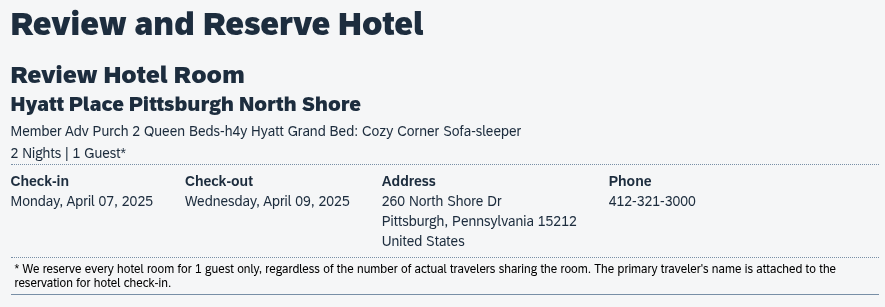 Review and Reserve Hotel
Review Hotel Room
Hyatt Place Pittsburgh North Shore
Member Adv Purch 2 Queen Beds-h4y Hyatt Grand Bed: Cozy Corner Sofa-sleeper
2 Nights | 1 Guest*
Check-in Check-out Address Phone
Monday, April 07, 2025 Wednesday, April 09, 2025 260 North Shore Dr 412-321-3000
Pittsburgh, Pennsylvania 15212
United States
* We reserve every hotel room for 1 guest only, regardless of the number of actual travelers sharing the room. The primary traveler's name is attached to the
reservation for hotel check-in.